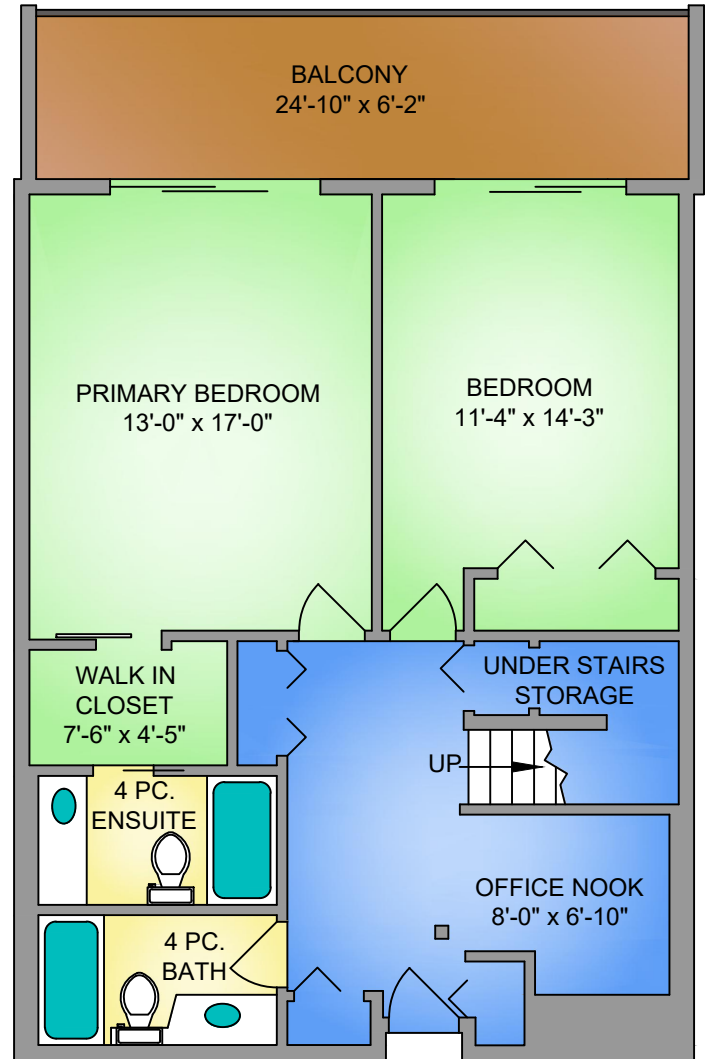 BALCONY
24'-10" x 6'-2"
PRIMARY BEDROOM
13'-0" x 17'-0"
BEDROOM
11'-4" x 14'-3"
WALK IN
CLOSET
7'-6" x 4'-5"
UNDER STAIRS
STORAGE
UP
4 PC.
ENSUITE
OFFICE NOOK
8'-0" x 6'-10"
4 PC.
BATH